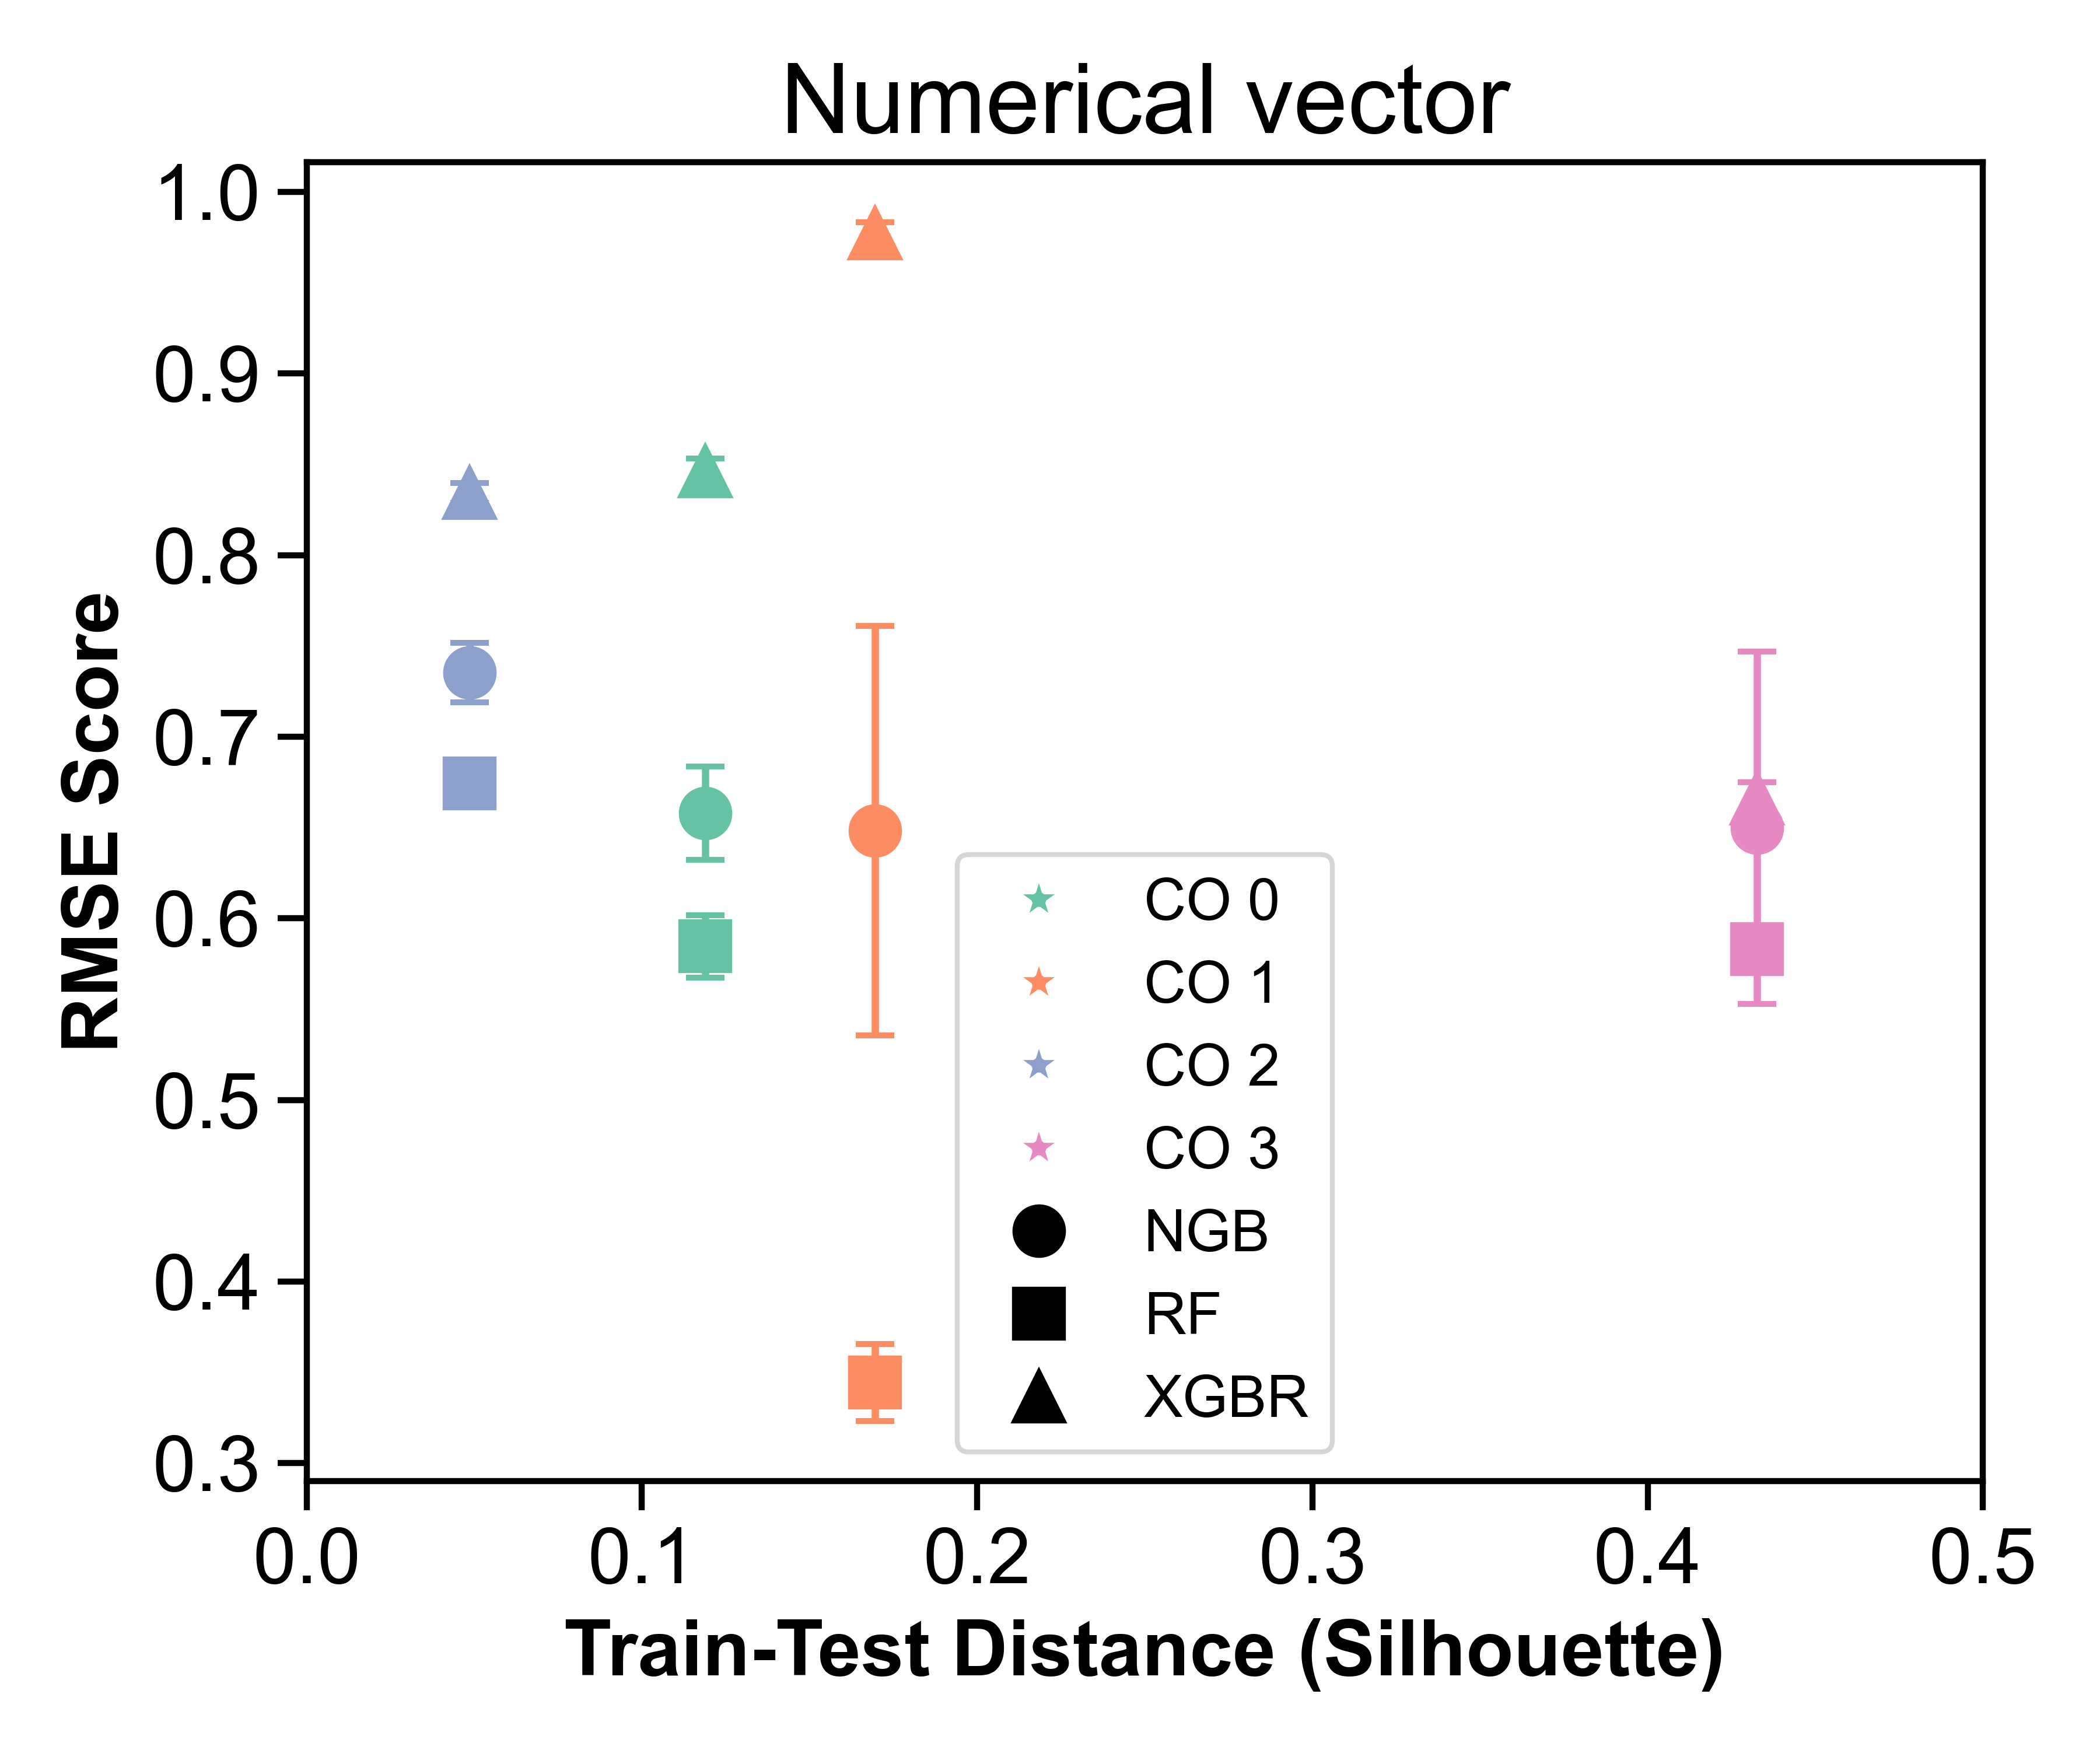 Numerical vector
1.0
0.9
0.8
0.7
0.6
0.5
0.4
0.3
RMSE Score
CO 0
CO 1
CO 2
CO 3
NGB
RF
XGBR
0.0 0.1 0.2 0.3 0.4 0.5
Train-Test Distance (Silhouette)